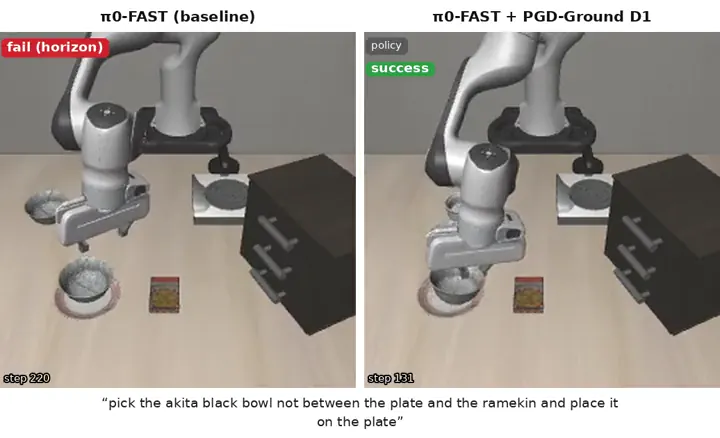 π0-FAST (baseline)
π0-FAST + PGD-Ground D1
fail (horizon)
policy
success
step 220
step 131
“pick the akita black bowl not between the plate and the ramekin and place it
on the plate”